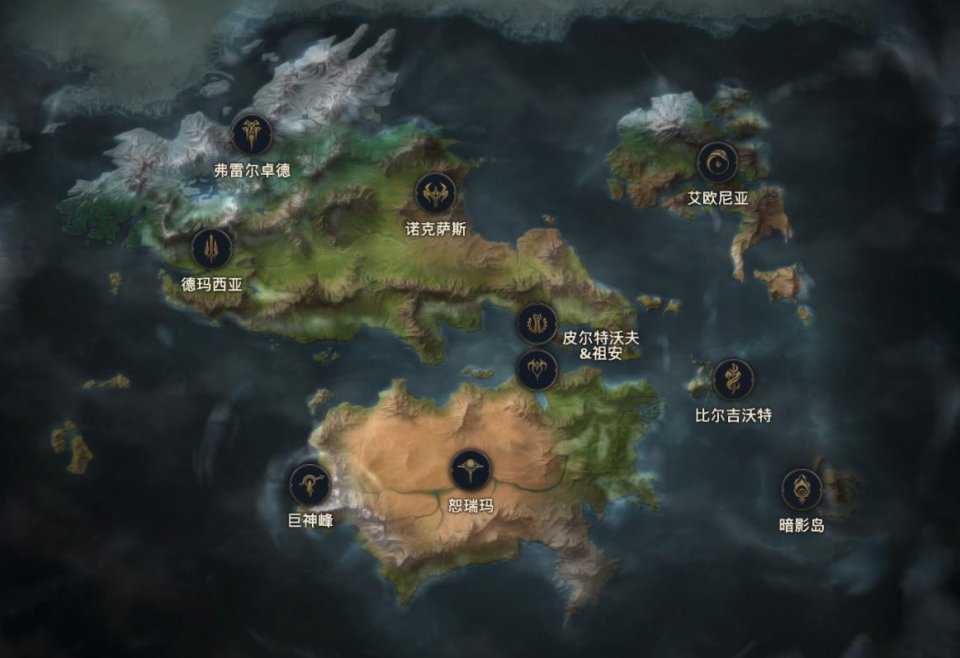 弗雷尔卓德
艾欧尼亚
诺克萨斯
德玛西亚
皮尔特沃夫
&祖安
比尔吉沃特
恕瑞玛
巨神峰
暗影岛